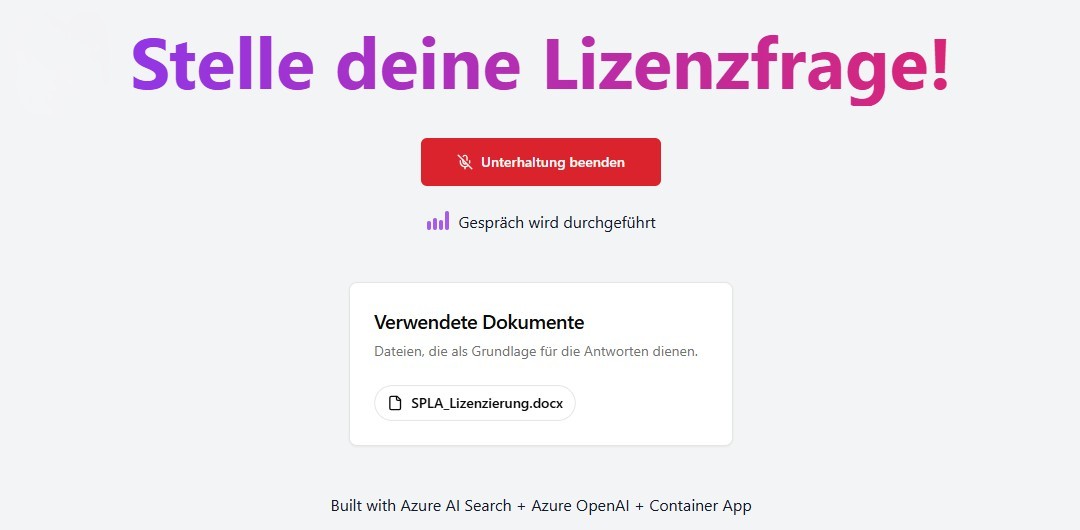 Stelle deine Lizenzfrage!
Unterhaltung beenden
Gespräch wird durchgeführt
Verwendete Dokumente
Dateien, die als Grundlage für die Antworten dienen.
SPLA_Lizenzierung.docx
Built with Azure AI Search + Azure OpenAI + Container App